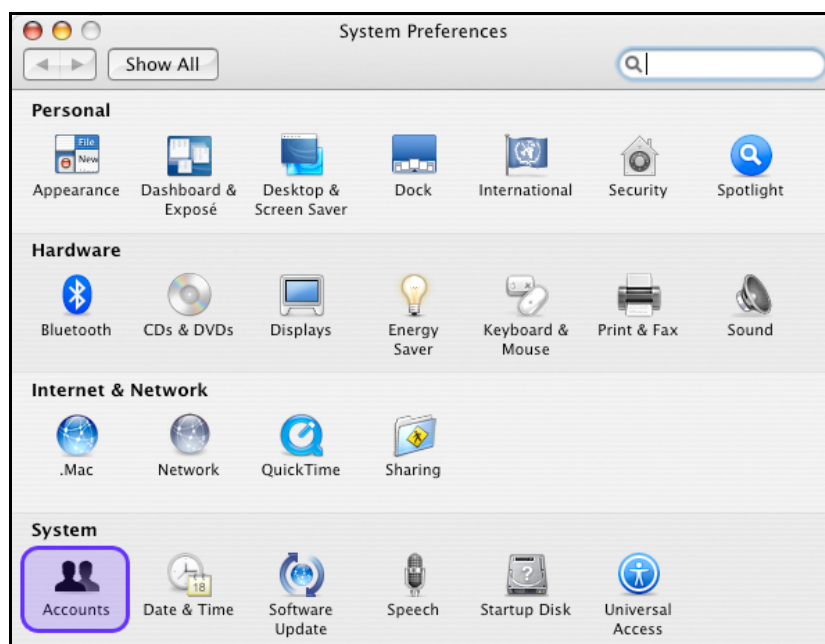 System Preferences
Show All
Personal
File
New
Appearance Dashboard & Exposé Desktop & Screen Saver Dock International Security Spotlight
Hardware
Bluetooth CDs & DVDs Displays Energy Saver Keyboard & Mouse Print & Fax Sound
Internet & Network
.Mac Network QuickTime Sharing
System
18
?
Accounts Date & Time Software Update Speech Startup Disk Universal Access